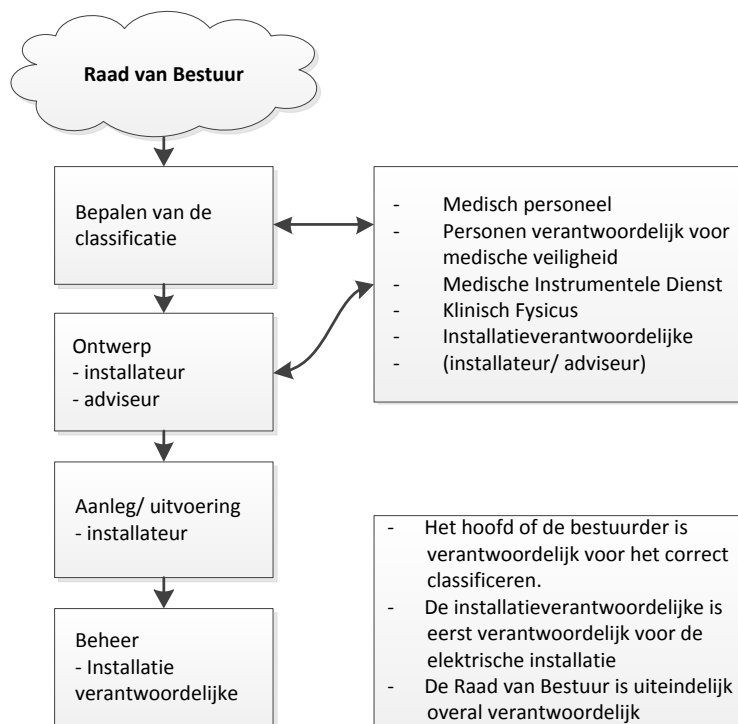 Raad van Bestuur
Bepalen van de
classificatie
- Medisch personeel
- Personen verantwoordelijk voor
medische veiligheid
- Medische Instrumentele Dienst
- Klinisch Fysicus
- Installatieverantwoordelijke
- (installateur/ adviseur)
Ontwerp
- installateur
- adviseur
Aanleg/ uitvoering
- installateur
Beheer
- Installatie
verantwoordelijke
- Het hoofd of de bestuurder is
verantwoordelijk voor het correct
classificeren.
- De installatieverantwoordelijke is
eerst verantwoordelijk voor de
elektrische installatie
- De Raad van Bestuur is uiteindelijk
overal verantwoordelijk